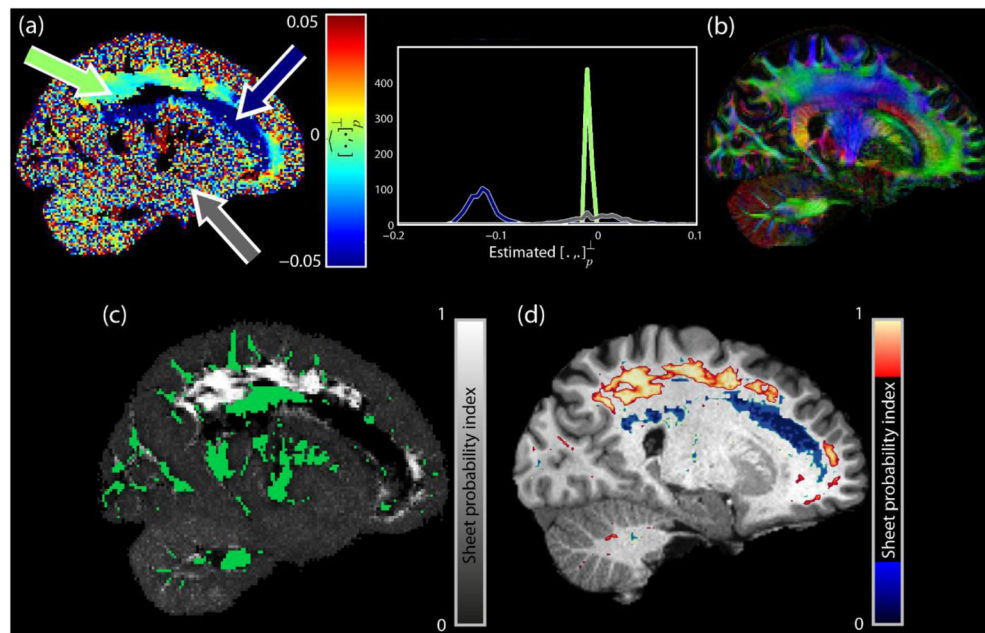 (a)
0.05
0
−0.05
[·,·]⊥p
400
300
200
100
0
-0.2
-0.1
0
0.1
Estimated [.,.]⊥p
(b)
(c)
1
Sheet probability index
0
(d)
1
Sheet probability index
0